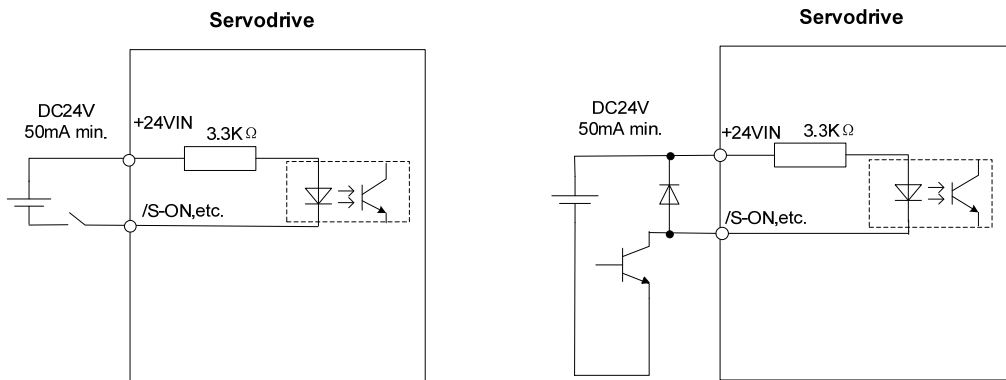 Servodrive
DC24V
50mA min.
+24VIN
3.3KΩ
/S-ON,etc.
Servodrive
DC24V
50mA min.
+24VIN
3.3KΩ
/S-ON,etc.